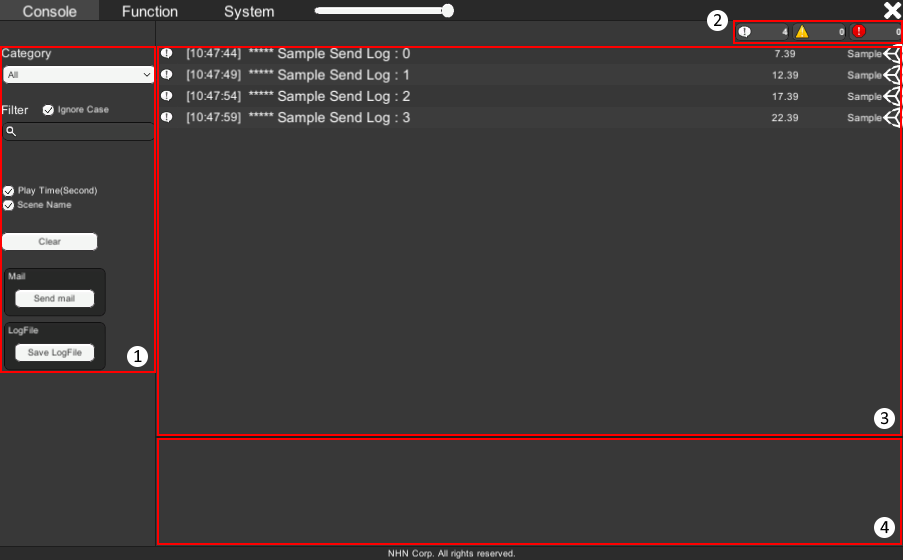 Console Function System
2
4 0 0
Category
All
Filter Ignore Case
Play Time(Second)
Scene Name
Clear
Mail
Send mail
LogFile
Save LogFile
1
[10:47:44] ***** Sample Send Log : 0 7.39 Sample
[10:47:49] ***** Sample Send Log : 1 12.39 Sample
[10:47:54] ***** Sample Send Log : 2 17.39 Sample
[10:47:59] ***** Sample Send Log : 3 22.39 Sample
3
4
NHN Corp. All rights reserved.